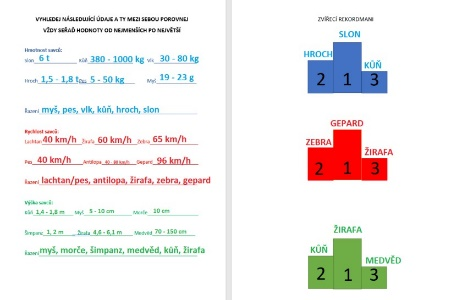 VYHLEDEJ NÁSLEDUJÍCÍ ÚDAJE A TY MEZI SEBOU POROVNEJ
VŽDY SEŘAĎ HODNOTY OD NEJMENŠÍCH PO NEJVĚTŠÍ
Hmotnost savců:
Slon 6 t Kůň 380 - 1000 kg Vlk 30 - 80 kg
Hroch 1,5 - 1,8 t Pes 5 - 50 kg Myš 19 - 23 g
Řazení myš, pes, vlk, kůň, hroch, slon
Rychlost savců:
Lachtan 40 km/h Žirafa 60 km/h Zebra 65 km/h
Pes 40 km/h Antilopa 40 - 80 km/h Gepard 96 km/h
Řazení lachtan/pes, antilopa, žirafa, zebra, gepard
Výška savců:
Kůň 1,4 - 1,8 m Myš 5 - 10 cm Morče 10 cm
Šimpanz 1, 2 m Žirafa 4,6 - 6,1 m Medvěd 70 - 150 cm
Řazení myš, morče, šimpanz, medvěd, kůň, žirafa
ZVÍŘECÍ REKORDMANI
SLON
HROCH
KŮŇ
2 1 3
GEPARD
ZEBRA
ŽIRAFA
2 1 3
ŽIRAFA
KŮŇ
MEDVĚD
2 1 3